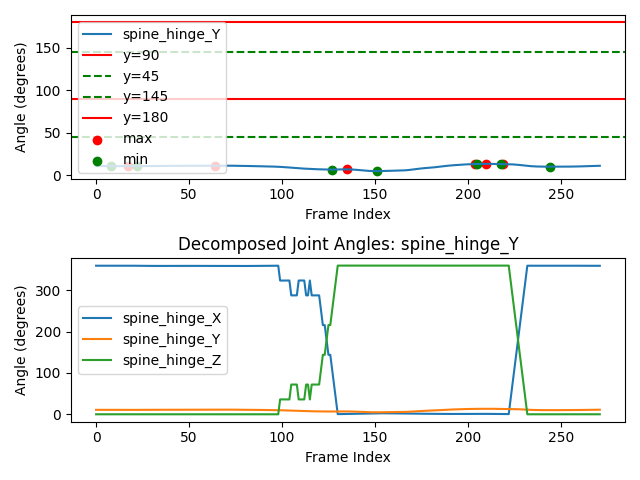 150
100
50
0
Angle (degrees)
spine_hinge_Y
y=90
y=45
y=145
y=180
max
min
0 50 100 150 200 250
Frame Index
Decomposed Joint Angles: spine_hinge_Y
300
200
100
0
Angle (degrees)
spine_hinge_X
spine_hinge_Y
spine_hinge_Z
0 50 100 150 200 250
Frame Index